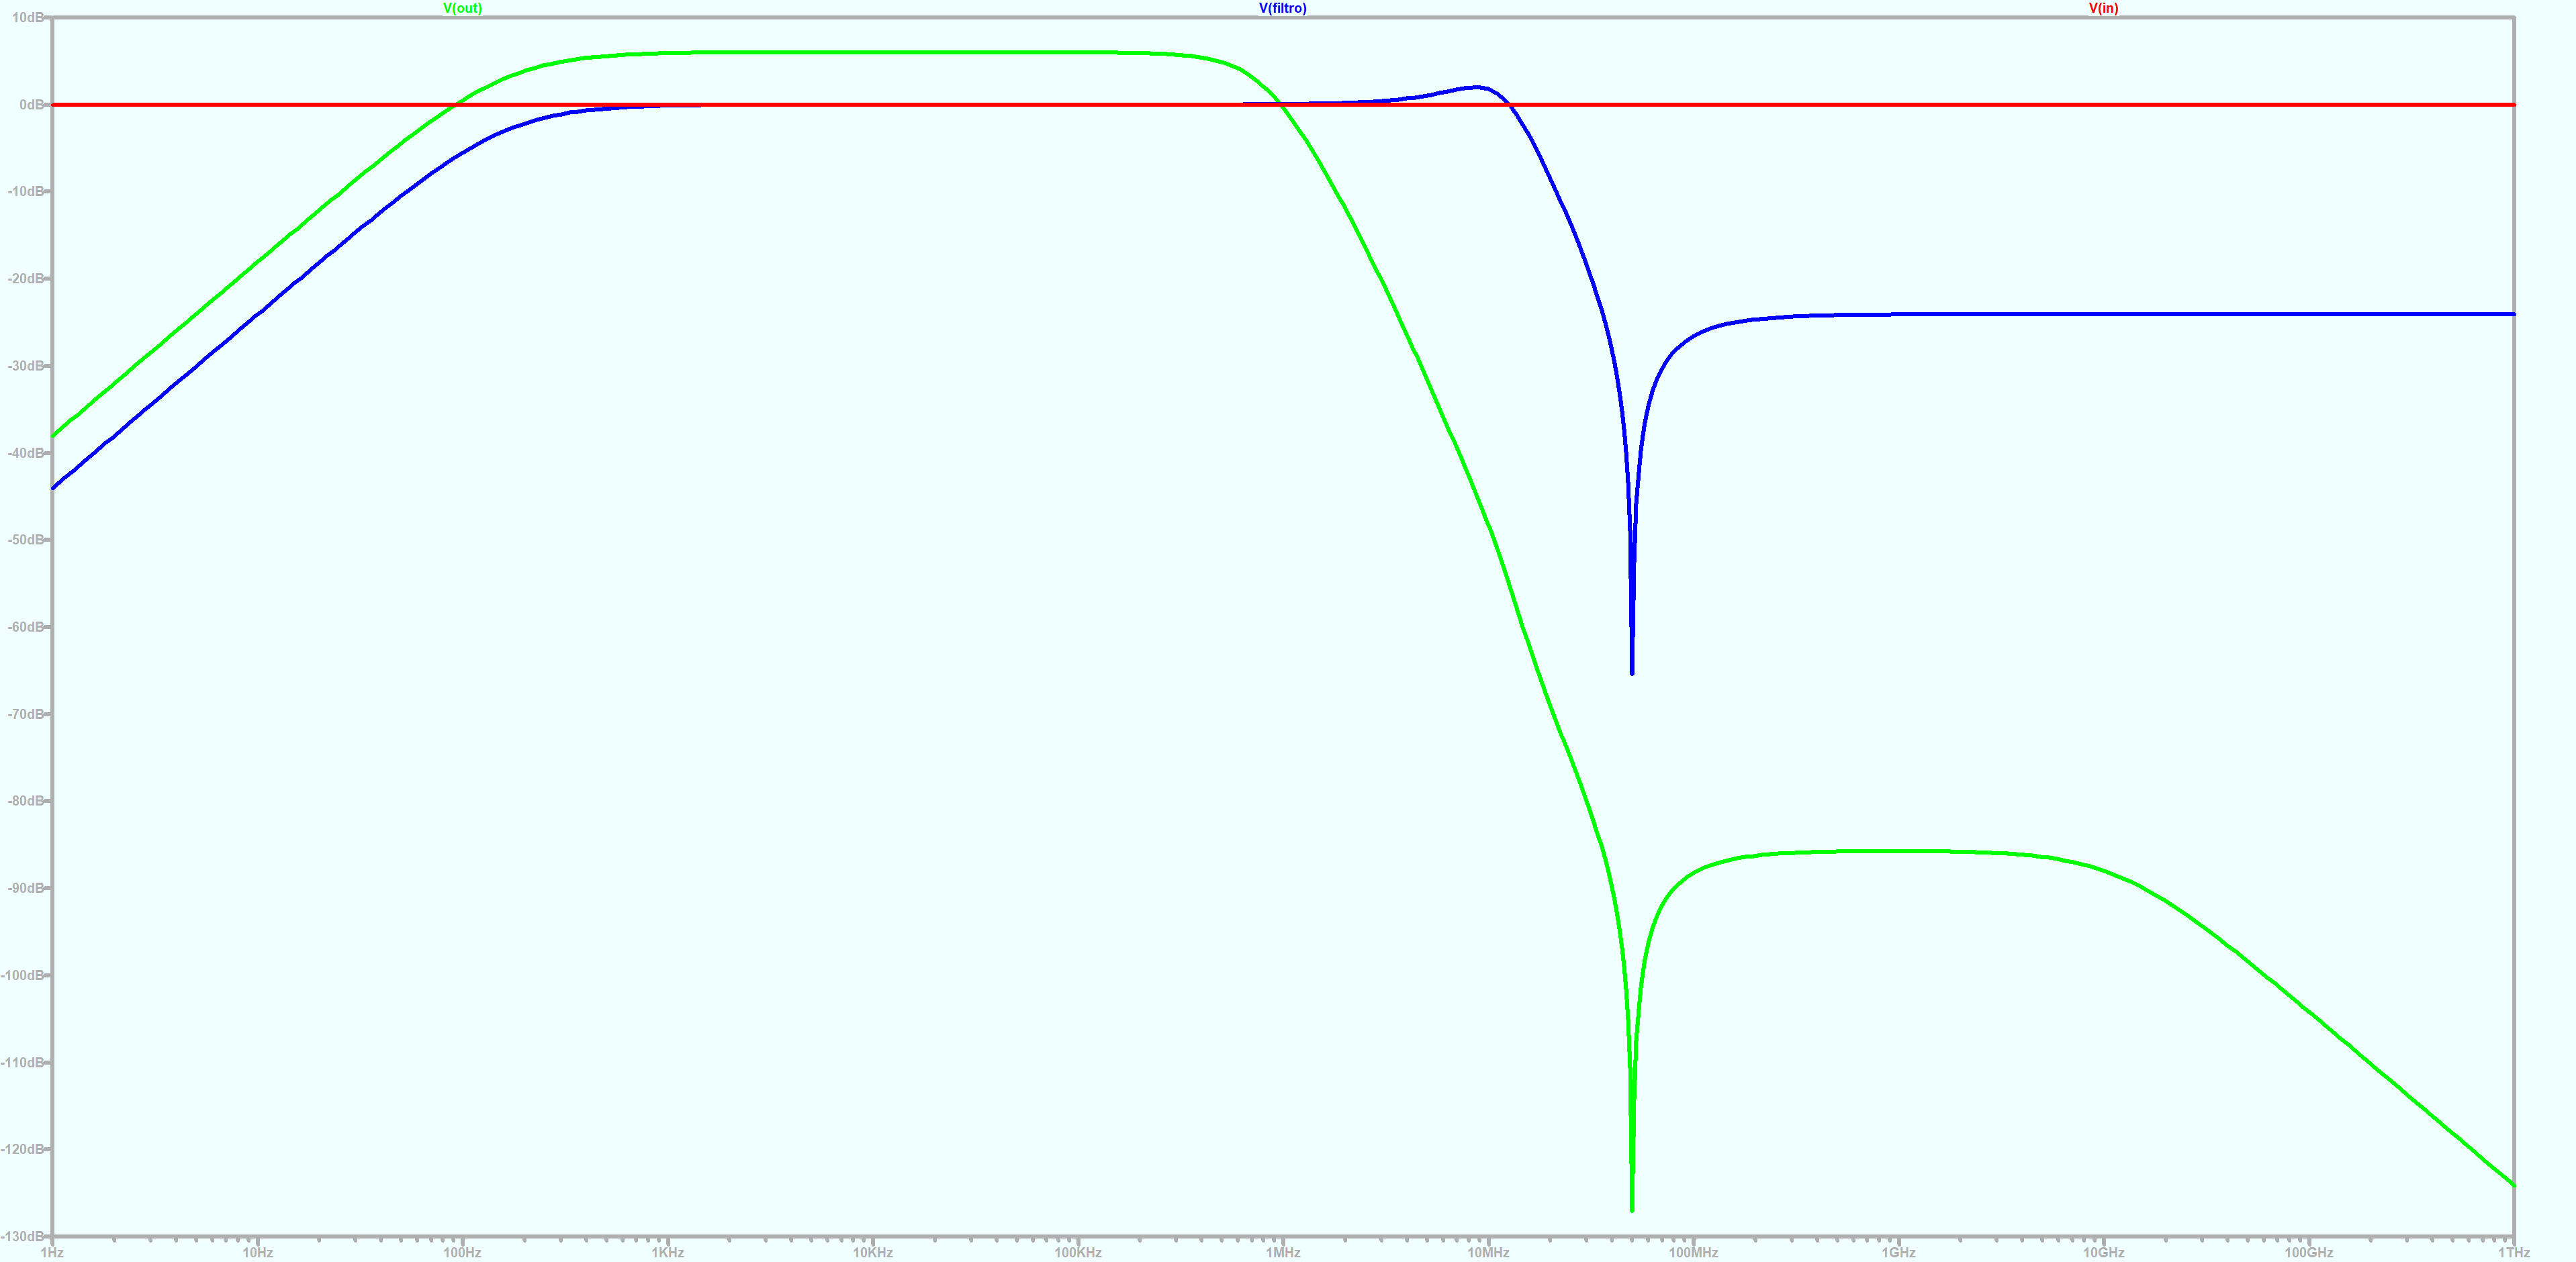 V(out) V(filtro) V(in)
10dB
0dB
-10dB
-20dB
-30dB
-40dB
-50dB
-60dB
-70dB
-80dB
-90dB
-100dB
-110dB
-120dB
-130dB
1Hz 10Hz 100Hz 1KHz 10KHz 100KHz 1MHz 10MHz 100MHz 1GHz 10GHz 100GHz 1THz